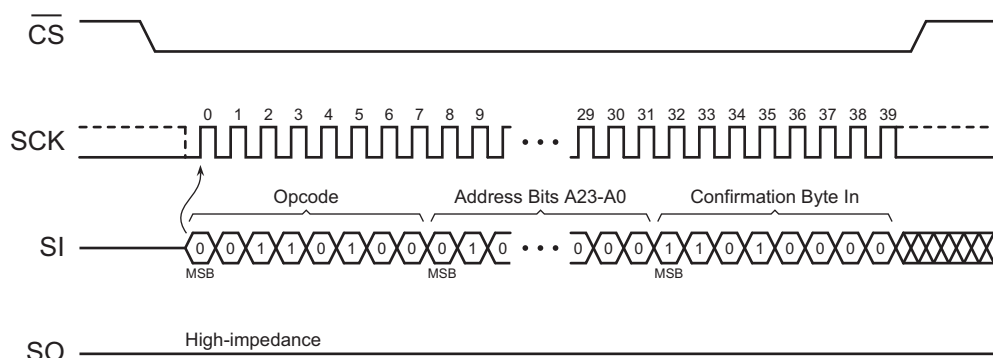 CS
0 1 2 3 4 5 6 7 8 9 29 30 31 32 33 34 35 36 37 38 39
SCK
Opcode Address Bits A23-A0 Confirmation Byte In
SI 0 0 1 1 0 1 0 0 0 1 0 0 0 0 1 1 0 1 0 0 0 0
MSB MSB MSB
High-impedance
SO